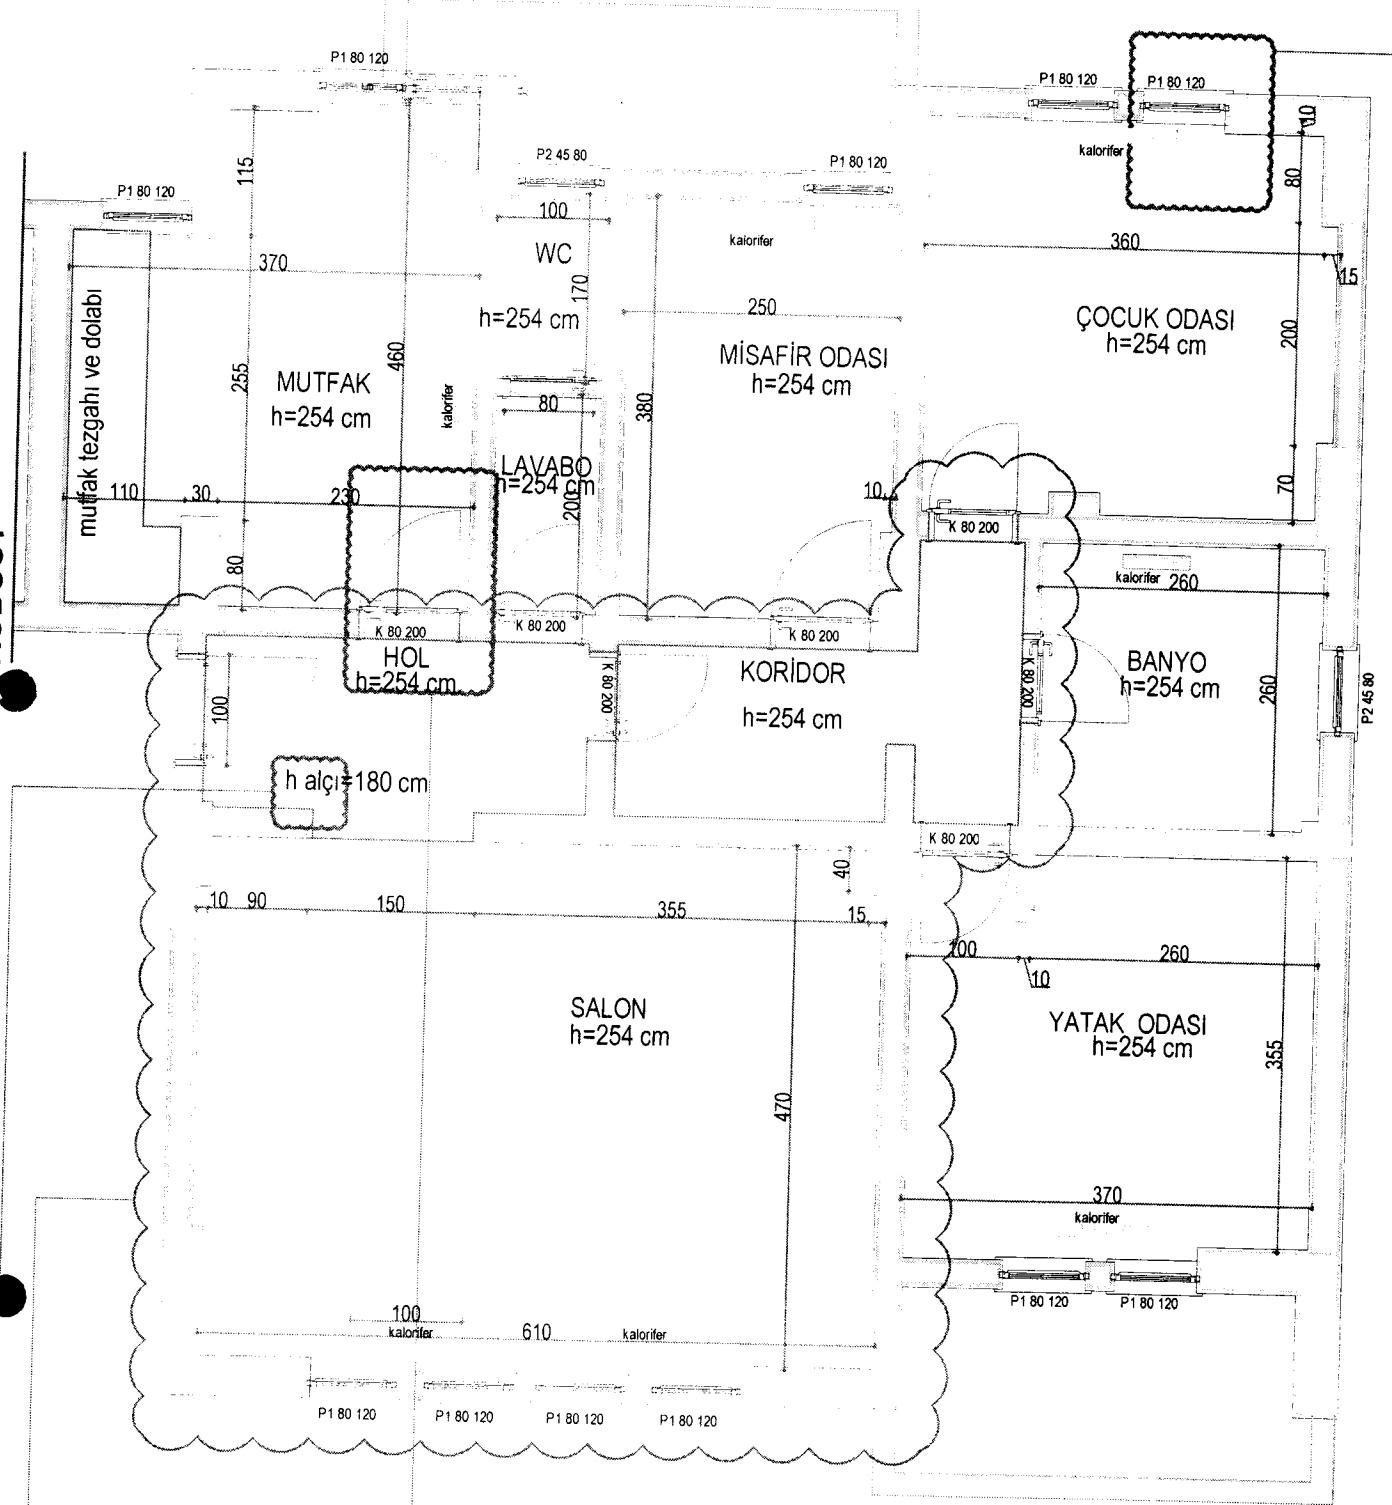 P1 80 120
P1 80 120
P1 80 120
10
kalorifer
80
115
P2 45 80
P1 80 120
P1 80 120
100
kalorifer
WC
370
170
360
15
h=254 cm
250
ÇOCUK ODASI
h=254 cm
200
mutfak tezgahı ve dolabı
255
460
MUTFAK
h=254 cm
kalorifer
80
380
MİSAFİR ODASI
h=254 cm
LAVABO
h=254 cm
200
110
30
230
10
70
80
K 80 200
K 80 200
K 80 200
K 80 200
kalorifer
260
HOL
h=254 cm
K 80 200
KORİDOR
h=254 cm
K 80 200
BANYO
h=254 cm
260
P2 45 80
100
h alçı=180 cm
K 80 200
40
10
90
150
355
15
100
10
260
SALON
h=254 cm
YATAK ODASI
h=254 cm
355
470
370
kalorifer
100
kalorifer
610
kalorifer
P1 80 120
P1 80 120
P1 80 120
P1 80 120
P1 80 120
P1 80 120